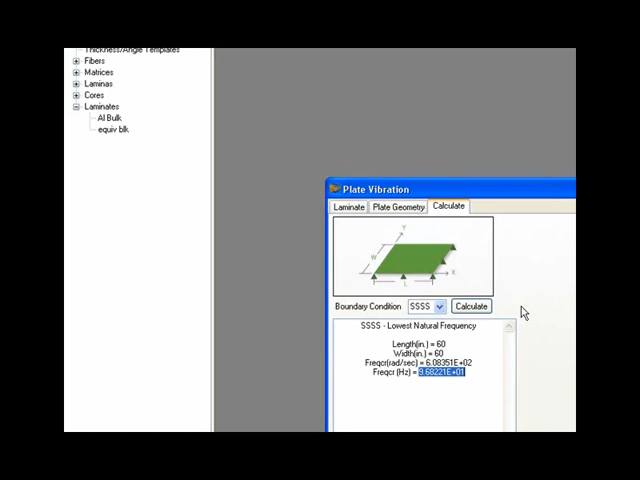 Thickness/Angle Templates
Fibers
Matrices
Laminas
Cores
Laminates
Al Bulk
equiv blk
Plate Vibration
Laminate Plate Geometry Calculate
Y
W
X
L
Boundary Condition SSSS Calculate
SSSS - Lowest Natural Frequency
Length(in.) = 60
Width(in.) = 60
Freqcr(rad/sec) = 6.08351E+02
Freqcr (Hz) = 9.68221E+01